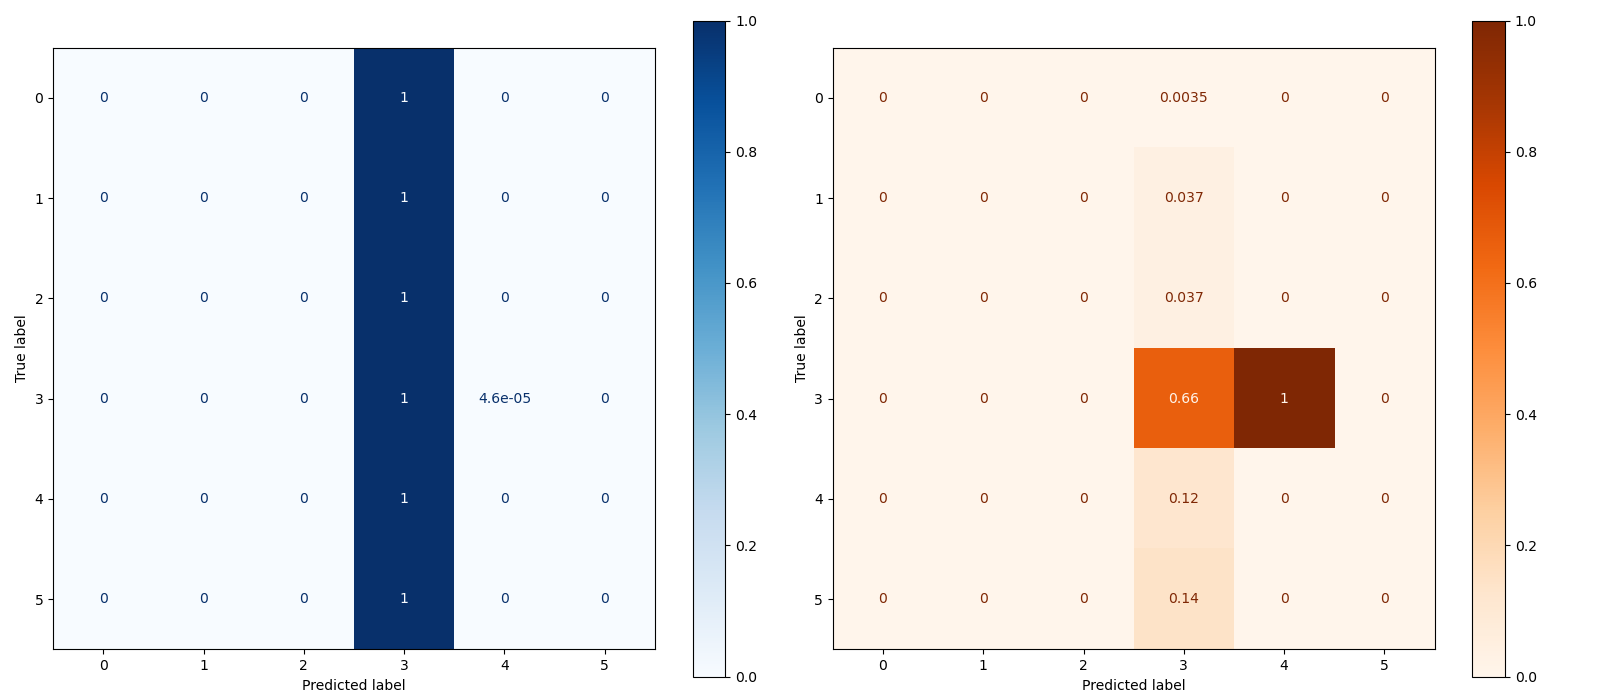 1.0
1.0
0 0 0 0 1 0 0
0 0 0 0 0.0035 0 0
0.8
0.8
1 0 0 0 1 0 0
1 0 0 0 0.037 0 0
0.6
0.6
2 0 0 0 1 0 0
2 0 0 0 0.037 0 0
True label
True label
3 0 0 0 1 4.6e-05 0
3 0 0 0 0.66 1 0
0.4
0.4
4 0 0 0 1 0 0
4 0 0 0 0.12 0 0
0.2
0.2
5 0 0 0 1 0 0
5 0 0 0 0.14 0 0
0 1 2 3 4 5
0 1 2 3 4 5
0.0
0.0
Predicted label
Predicted label